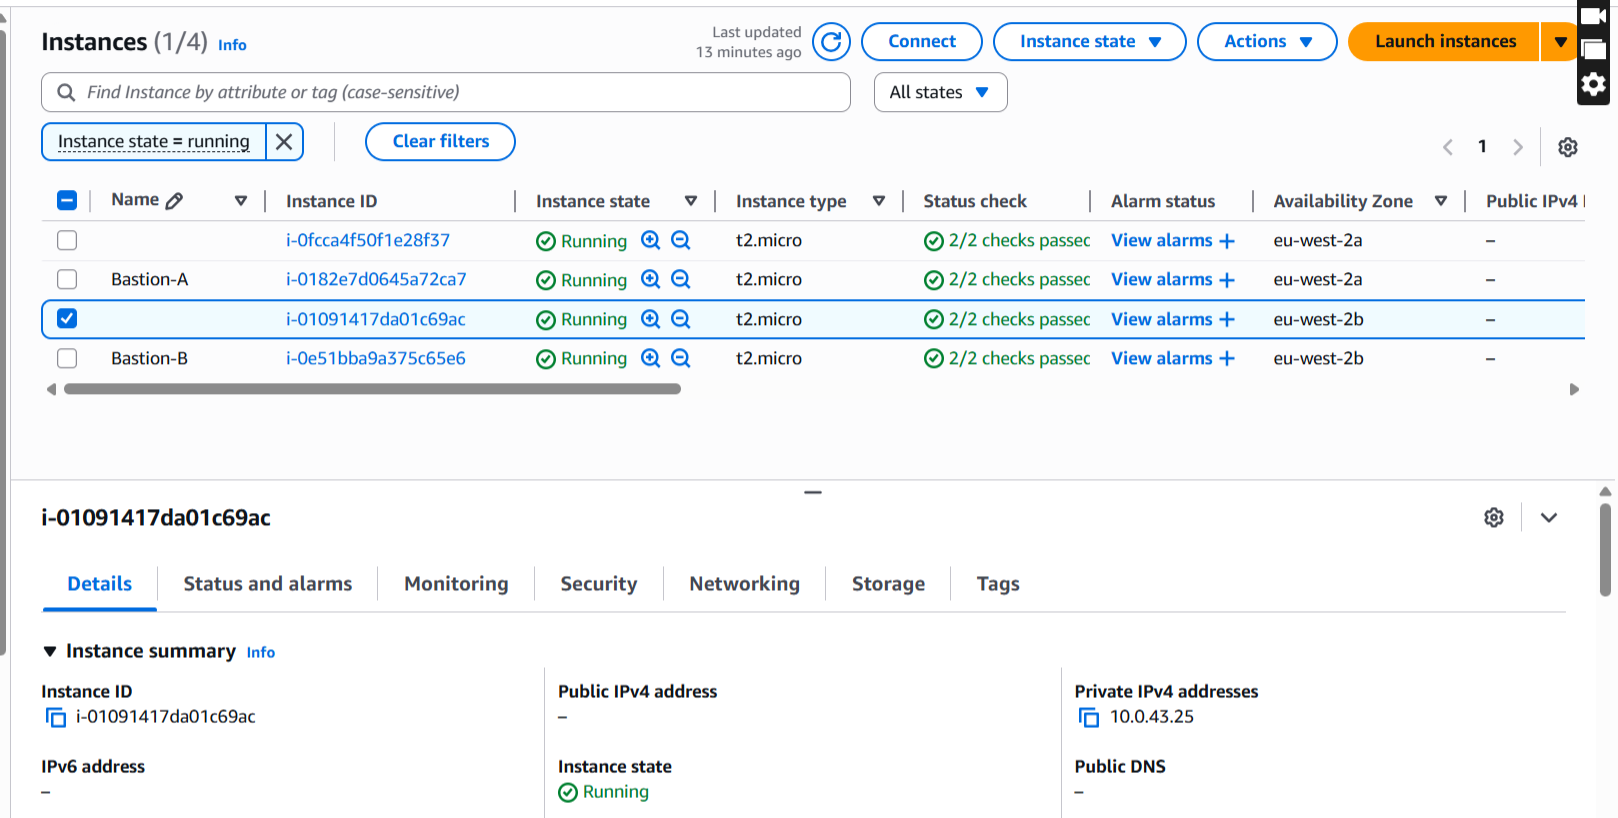 Instances (1/4) Info
Last updated
13 minutes ago
Connect
Instance state
Actions
Launch instances
Find Instance by attribute or tag (case-sensitive)
All states
Instance state = running
Clear filters
1
Name Instance ID Instance state Instance type Status check Alarm status Availability Zone Public IPv4
i-0fcca4f50f1e28f37 Running t2.micro 2/2 checks passed View alarms + eu-west-2a –
Bastion-A i-0182e7d0645a72ca7 Running t2.micro 2/2 checks passed View alarms + eu-west-2a –
i-01091417da01c69ac Running t2.micro 2/2 checks passed View alarms + eu-west-2b –
Bastion-B i-0e51bba9a375c65e6 Running t2.micro 2/2 checks passed View alarms + eu-west-2b –
i-01091417da01c69ac
Details Status and alarms Monitoring Security Networking Storage Tags
Instance summary Info
Instance ID
i-01091417da01c69ac
Public IPv4 address
–
Private IPv4 addresses
10.0.43.25
IPv6 address
–
Instance state
Running
Public DNS
–